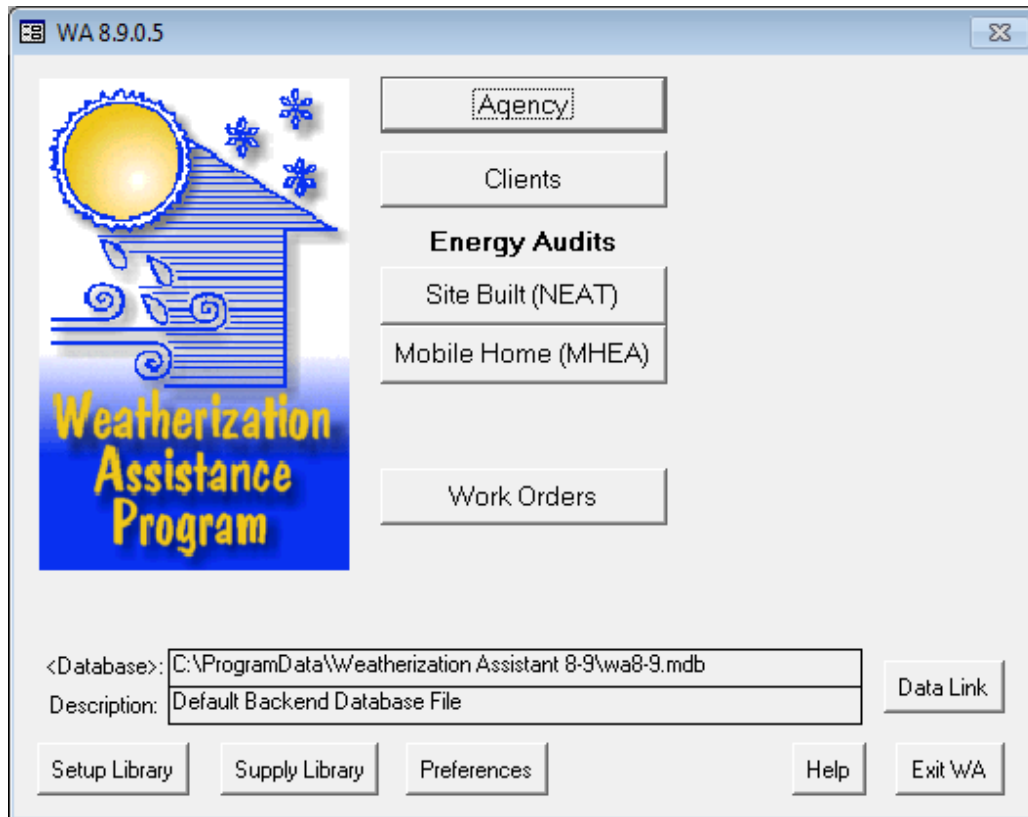 WA 8.9.0.5
Agency
Clients
Energy Audits
Site Built (NEAT)
Mobile Home (MHEA)
Weatherization
Assistance
Program
Work Orders
<Database>: C:\ProgramData\Weatherization Assistant 8-9\wa8-9.mdb
Description: Default Backend Database File
Data Link
Setup Library Supply Library Preferences Help Exit WA